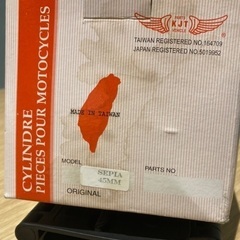 CYLINDRE
PIECES POUR MOTOCYCLES
KJT
TAIWAN REGISTERED NO.164709
JAPAN REGISTERED NO.5019952
MADE IN TAIWAN
MODEL
SEPIA
45MM
PARTS NO
ORIGINAL